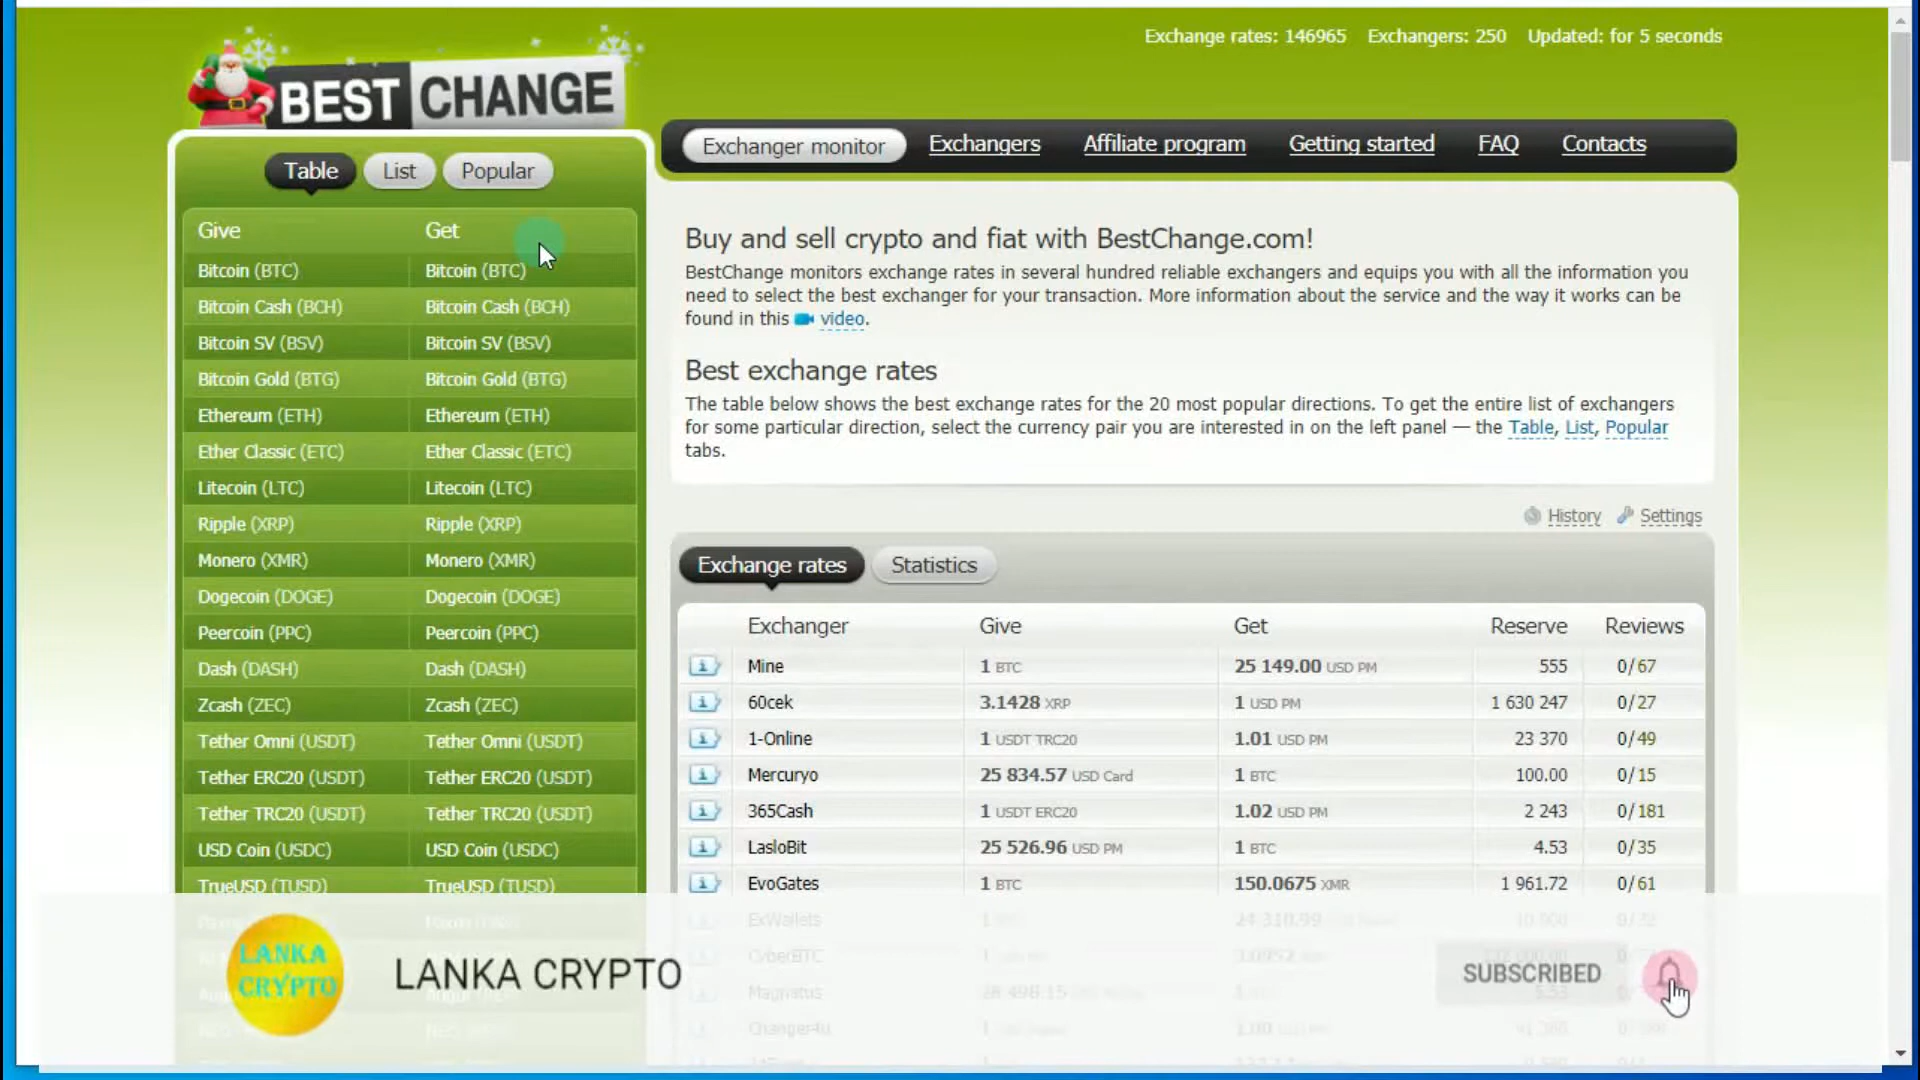 Exchange rates: 146965 Exchangers: 250 Updated: for 5 seconds
BEST CHANGE
Exchanger monitor Exchangers Affiliate program Getting started FAQ Contacts
Table List Popular
Give Get
Bitcoin (BTC) Bitcoin (BTC)
Bitcoin Cash (BCH) Bitcoin Cash (BCH)
Bitcoin SV (BSV) Bitcoin SV (BSV)
Bitcoin Gold (BTG) Bitcoin Gold (BTG)
Ethereum (ETH) Ethereum (ETH)
Ether Classic (ETC) Ether Classic (ETC)
Litecoin (LTC) Litecoin (LTC)
Ripple (XRP) Ripple (XRP)
Monero (XMR) Monero (XMR)
Dogecoin (DOGE) Dogecoin (DOGE)
Peercoin (PPC) Peercoin (PPC)
Dash (DASH) Dash (DASH)
Zcash (ZEC) Zcash (ZEC)
Tether Omni (USDT) Tether Omni (USDT)
Tether ERC20 (USDT) Tether ERC20 (USDT)
Tether TRC20 (USDT) Tether TRC20 (USDT)
USD Coin (USDC) USD Coin (USDC)
TrueUSD (TUSD) TrueUSD (TUSD)
Buy and sell crypto and fiat with BestChange.com!
BestChange monitors exchange rates in several hundred reliable exchangers and equips you with all the information you
need to select the best exchanger for your transaction. More information about the service and the way it works can be
found in this video.
Best exchange rates
The table below shows the best exchange rates for the 20 most popular directions. To get the entire list of exchangers
for some particular direction, select the currency pair you are interested in on the left panel — the Table, List, Popular
tabs.
History Settings
Exchange rates Statistics
Exchanger Give Get Reserve Reviews
Mine 1 BTC 25 149.00 USD PM 555 0/67
60cek 3.1428 XRP 1 USD PM 1 630 247 0/27
1-Online 1 USDT TRC20 1.01 USD PM 23 370 0/49
Mercuryo 25 834.57 USD Card 1 BTC 100.00 0/15
365Cash 1 USDT ERC20 1.02 USD PM 2 243 0/181
LasloBit 25 526.96 USD PM 1 BTC 4.53 0/35
EvoGates 1 BTC 150.0675 XMR 1 961.72 0/61
ExWallets
CyberBTC
Magnatus
Changer4u
LANKA
CRYPTO
LANKA CRYPTO
SUBSCRIBED